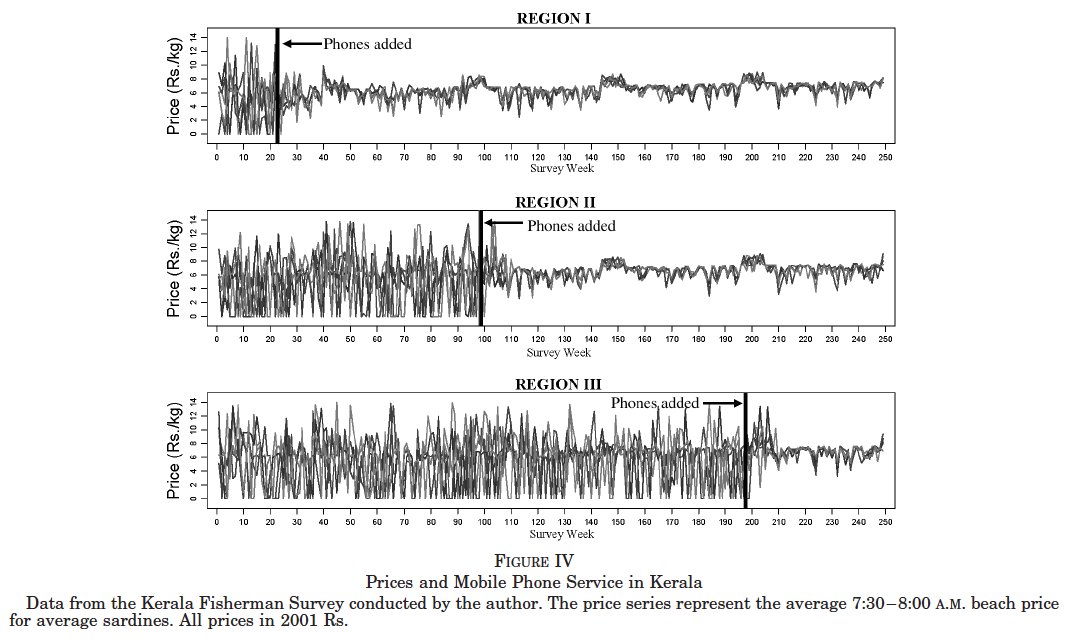 REGION I
Price (Rs./kg)
14
12
10
8
6
4
2
0
Phones added
0 10 20 30 40 50 60 70 80 90 100 110 120 130 140 150 160 170 180 190 200 210 220 230 240 250
Survey Week
REGION II
Price (Rs./kg)
14
12
10
8
6
4
2
0
Phones added
0 10 20 30 40 50 60 70 80 90 100 110 120 130 140 150 160 170 180 190 200 210 220 230 240 250
Survey Week
REGION III
Price (Rs./kg)
14
12
10
8
6
4
2
0
Phones added
0 10 20 30 40 50 60 70 80 90 100 110 120 130 140 150 160 170 180 190 200 210 220 230 240 250
Survey Week
FIGURE IV
Prices and Mobile Phone Service in Kerala
Data from the Kerala Fisherman Survey conducted by the author. The price series represent the average 7:30–8:00 A.M. beach price
for average sardines. All prices in 2001 Rs.